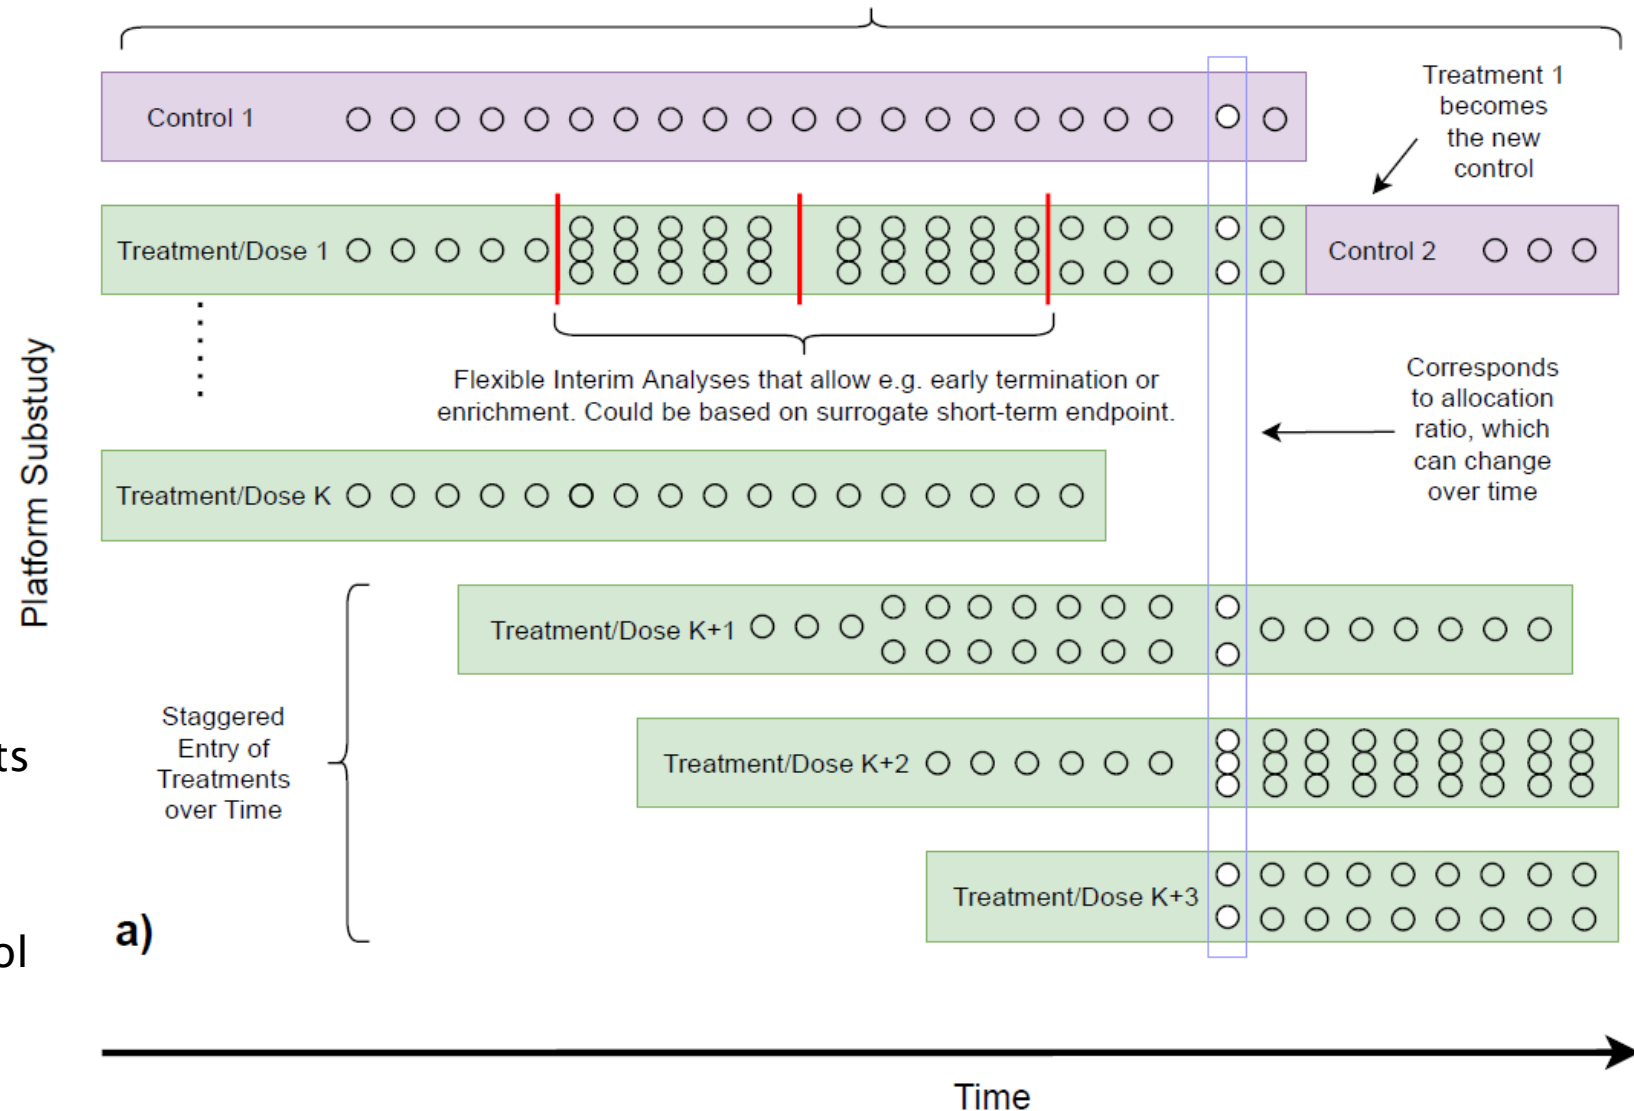 Control 1
Treatment 1
becomes
the new
control
Treatment/Dose 1
Control 2
Flexible Interim Analyses that allow e.g. early termination or
enrichment. Could be based on surrogate short-term endpoint.
Corresponds
to allocation
ratio, which
can change
over time
Platform Substudy
Treatment/Dose K
Treatment/Dose K+1
Staggered
Entry of
Treatments
over Time
ts
Treatment/Dose K+2
Treatment/Dose K+3
a)
ol
Time